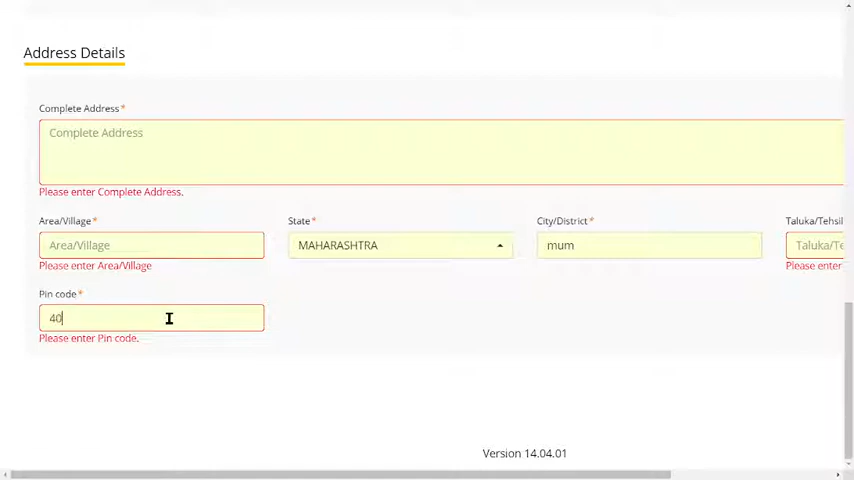 Address Details
Complete Address*
Complete Address
Please enter Complete Address.
Area/Village* State* City/District* Taluka/Tehsil
Area/Village MAHARASHTRA mum Taluka/Te
Please enter Area/Village Please enter
Pin code*
40
Please enter Pin code.
Version 14.04.01